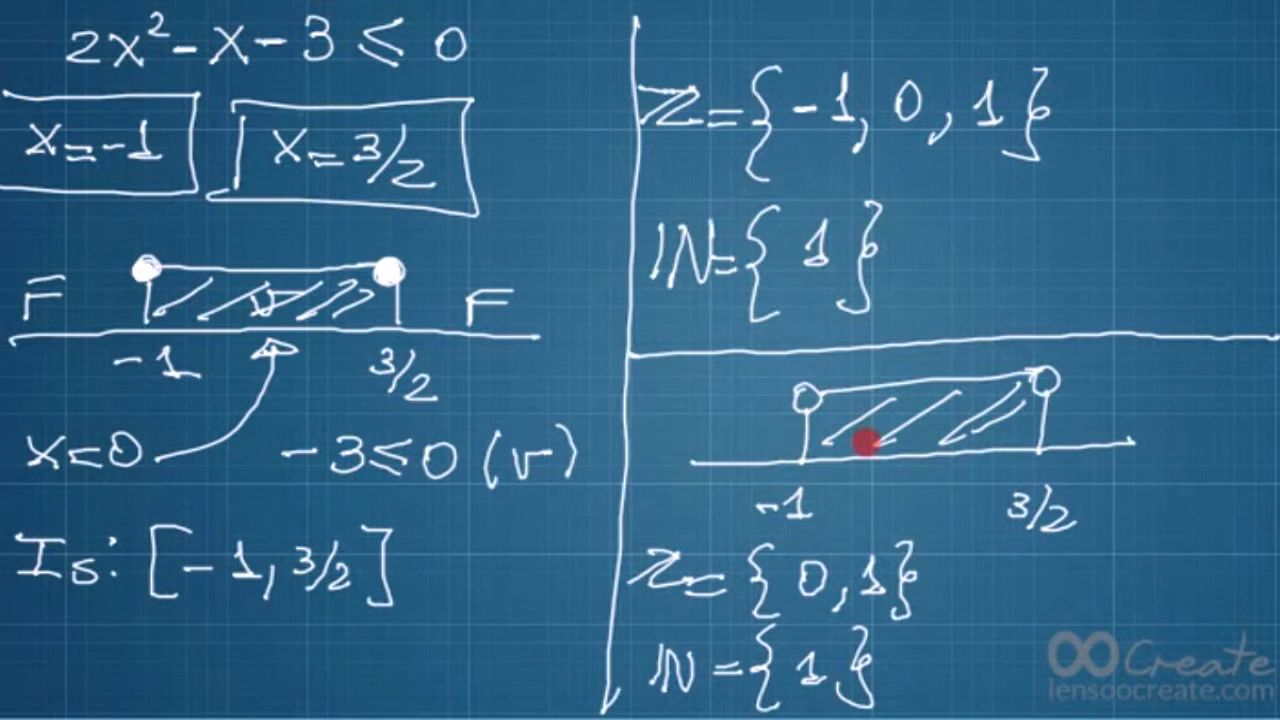 2x² - x - 3 ≤ 0
x = -1
x = 3/2
F V F
-1 3/2
x = 0 -3 ≤ 0 (v)
Is: [-1, 3/2]
Z = { -1, 0, 1 }
IN = { 1 }
-1 3/2
Z = { 0, 1 }
IN = { 1 }
Create
lensoocreate.com